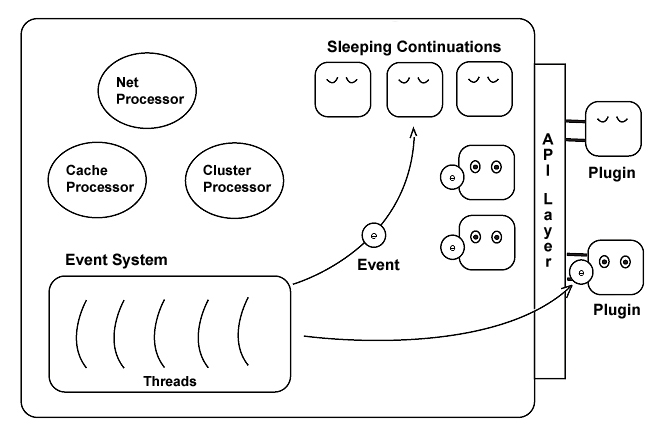 Sleeping Continuations
Net
Processor
Cache
Processor
Cluster
Processor
API Layer
Plugin
e
e
e
Event
e
Plugin
Event System
Threads